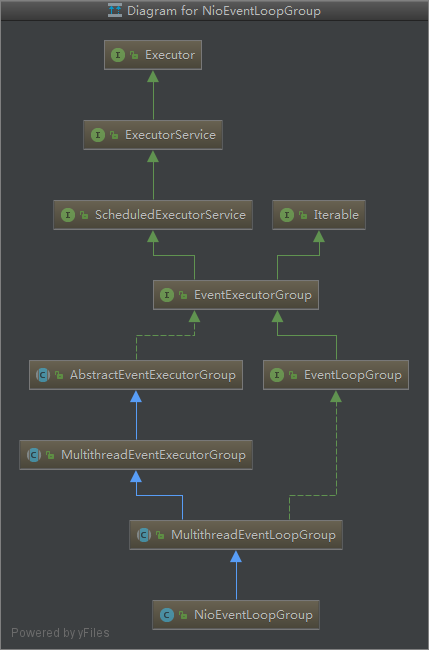 Diagram for NioEventLoopGroup
I Executor
I ExecutorService
I ScheduledExecutorService
I Iterable
I EventExecutorGroup
C AbstractEventExecutorGroup
I EventLoopGroup
C MultithreadEventExecutorGroup
C MultithreadEventLoopGroup
C NioEventLoopGroup
Powered by yFiles